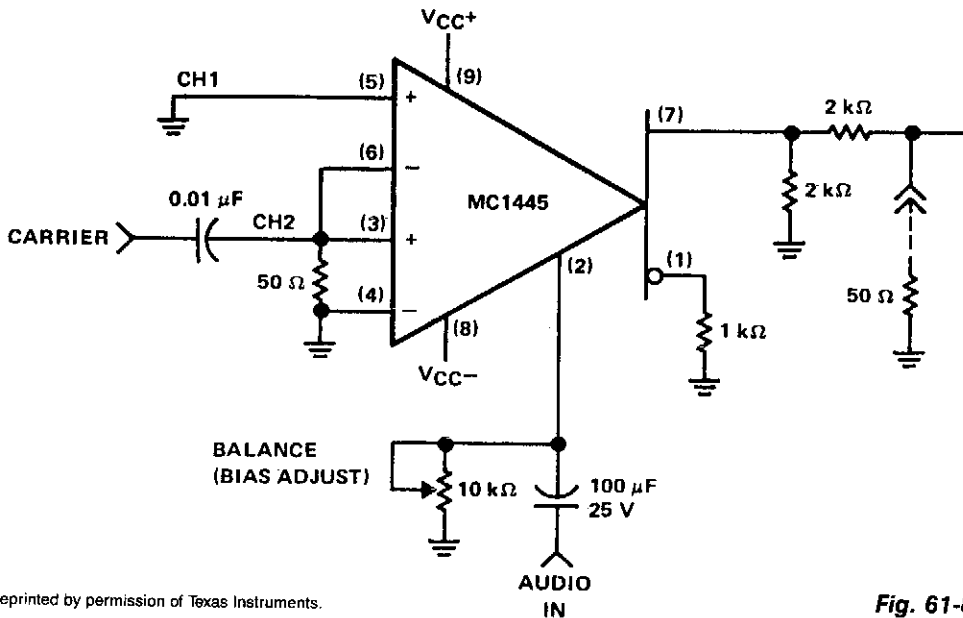 VCC+
CH1
(5)
+
(9)
(6)
−
(7)
2 kΩ
0.01 μF
MC1445
2 kΩ
CARRIER
CH2
(3)
+
(2)
(1)
50 Ω
(4)
−
50 Ω
(8)
1 kΩ
VCC−
BALANCE
(BIAS ADJUST)
10 kΩ
100 μF
25 V
AUDIO
IN
eprinted by permission of Texas Instruments.
Fig. 61-